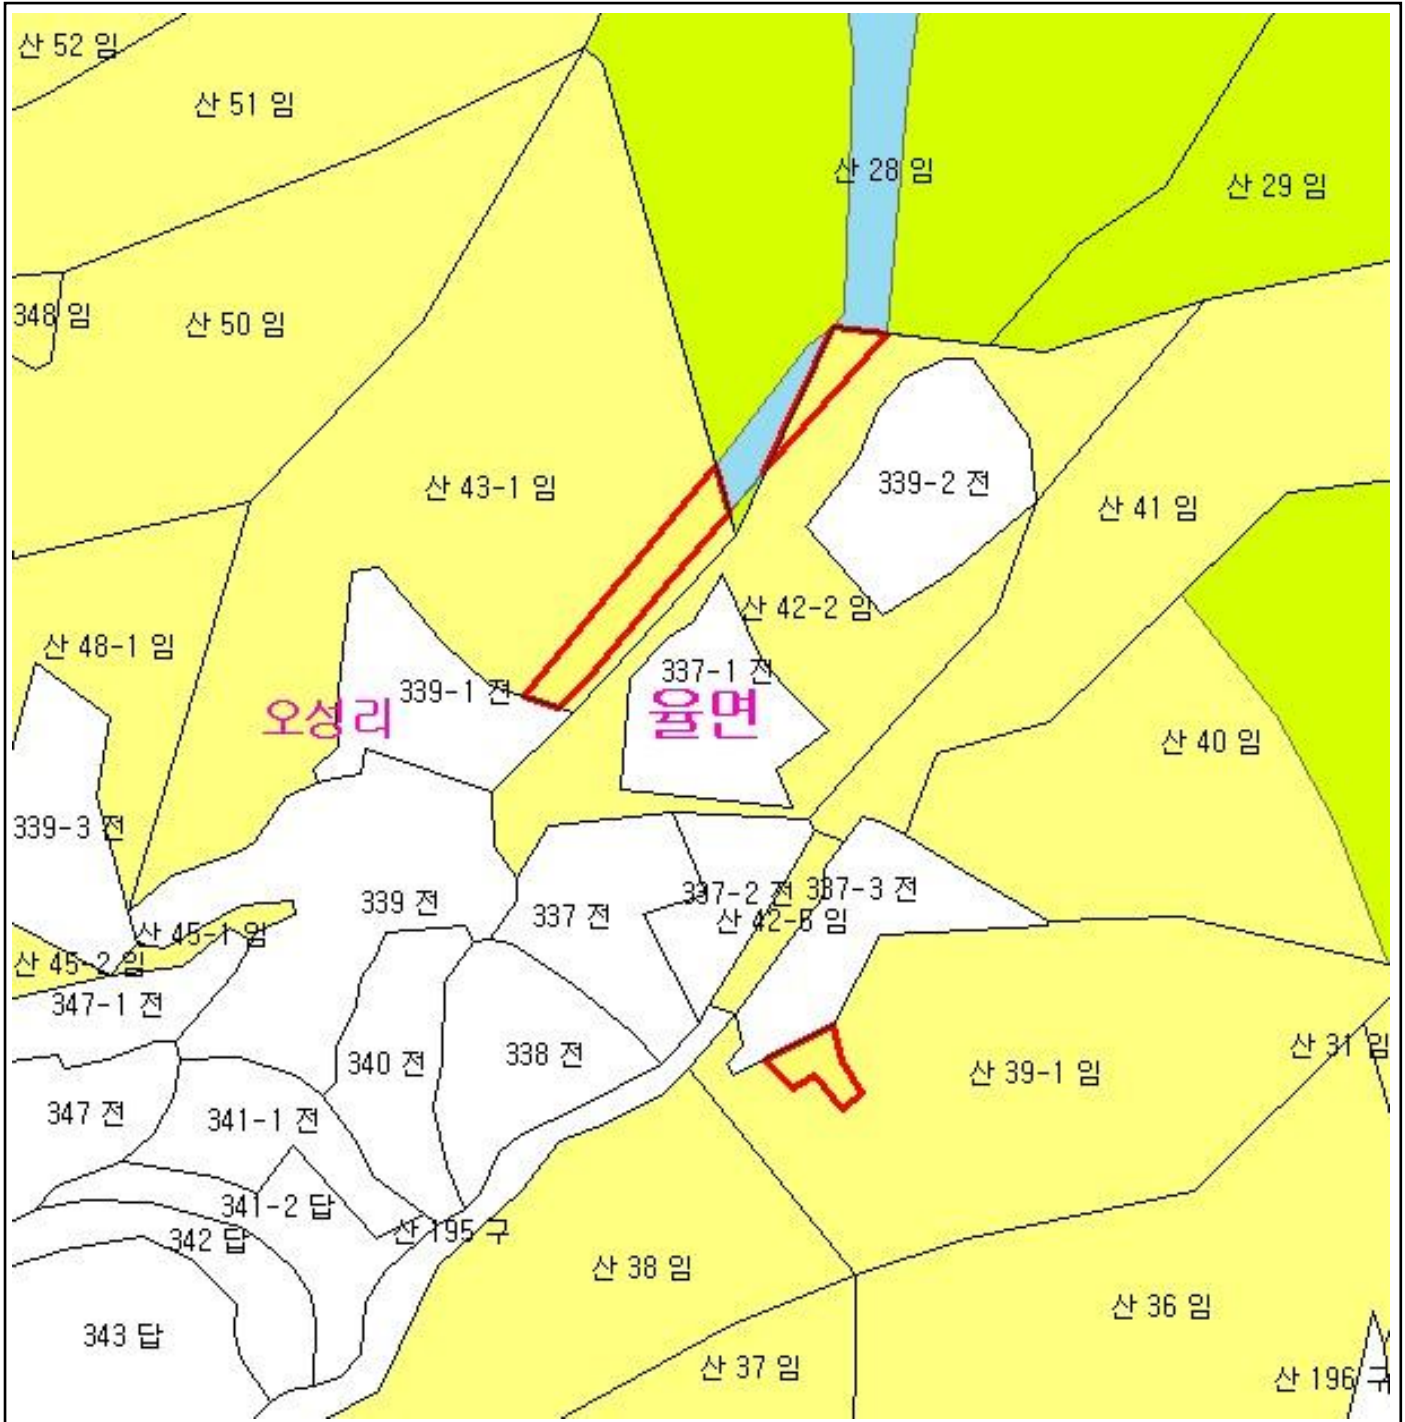 산 52 임
산 51 임
산 28 임
산 29 임
348 임
산 50 임
산 43-1 임
339-2 전
산 41 임
산 42-2 임
산 48-1 임
337-1 전
339-1 전
오성리
율면
산 40 임
339-3 전
337-2 전
337-3 전
339 전
337 전
산 42-5 임
산 45-1 임
산 45-2 임
347-1 전
340 전
338 전
산 31 임
산 39-1 임
347 전
341-1 전
341-2 답
산 195 구
342 답
산 38 임
산 36 임
343 답
산 37 임
산 196 구